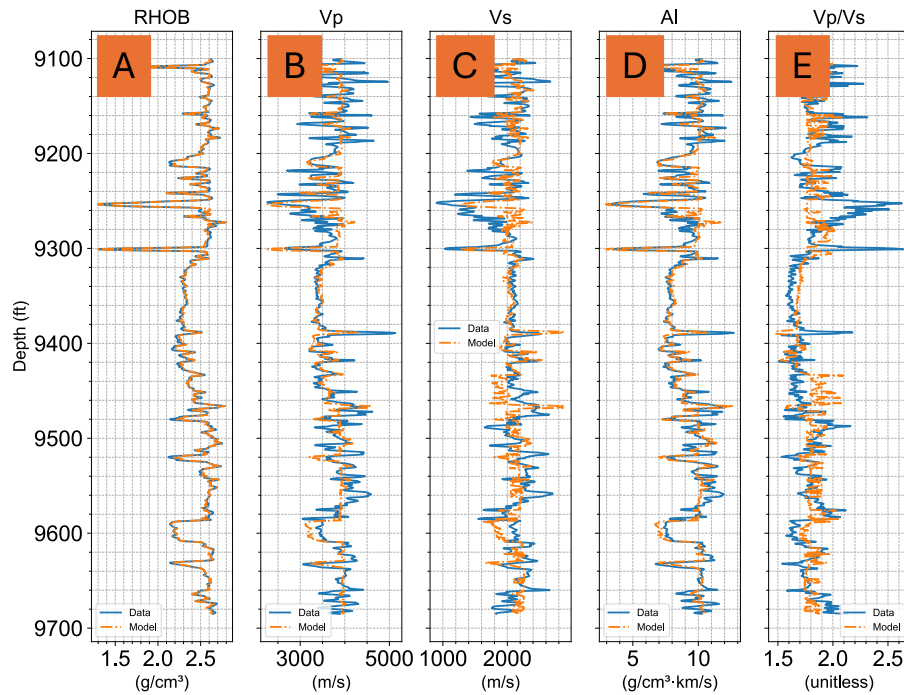 RHOB Vp Vs AI Vp/Vs
A B C D E
9100
9200
9300
9400
9500
9600
9700
Depth (ft)
Data
Model
Data Data Data Data
Model Model Model Model
1.5 2.0 2.5 3000 5000 1000 2000 5 10 1.5 2.0 2.5
(g/cm³) (m/s) (m/s) (g/cm³·km/s) (unitless)